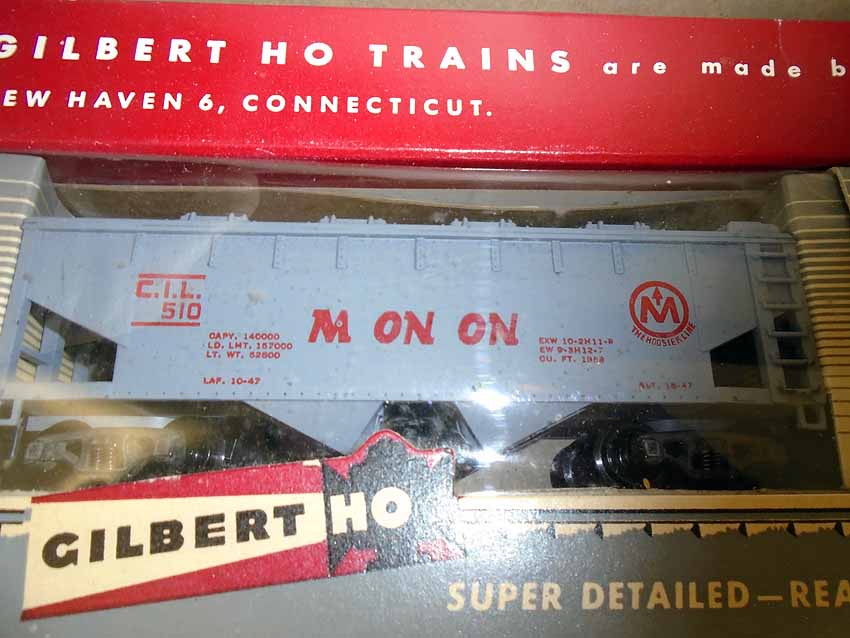 GILBERT HO TRAINS are made b
EW HAVEN 6, CONNECTICUT.
C.I.L.
510
MONON
M
THE HOOSIER LINE
CAPY. 140000
LD. LMT. 157000
LT. WT. 52800
LAF. 10-47
EXW 10-2H11-8
EW 9-3H12-7
CU. FT. 1958
BLT. 10-47
GILBERT HO
SUPER DETAILED—REA